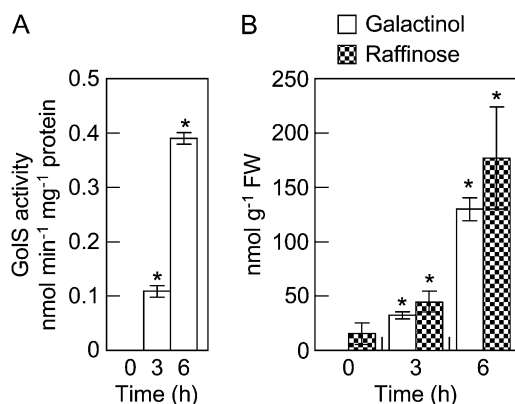 A
B
Galactinol
Raffinose
GolS activity
nmol min⁻¹ mg⁻¹ protein
0.5
0.4
0.3
0.2
0.1
0
*
*
0 3 6
Time (h)
nmol g⁻¹ FW
250
200
150
100
50
0
*
*
*
*
0 3 6
Time (h)